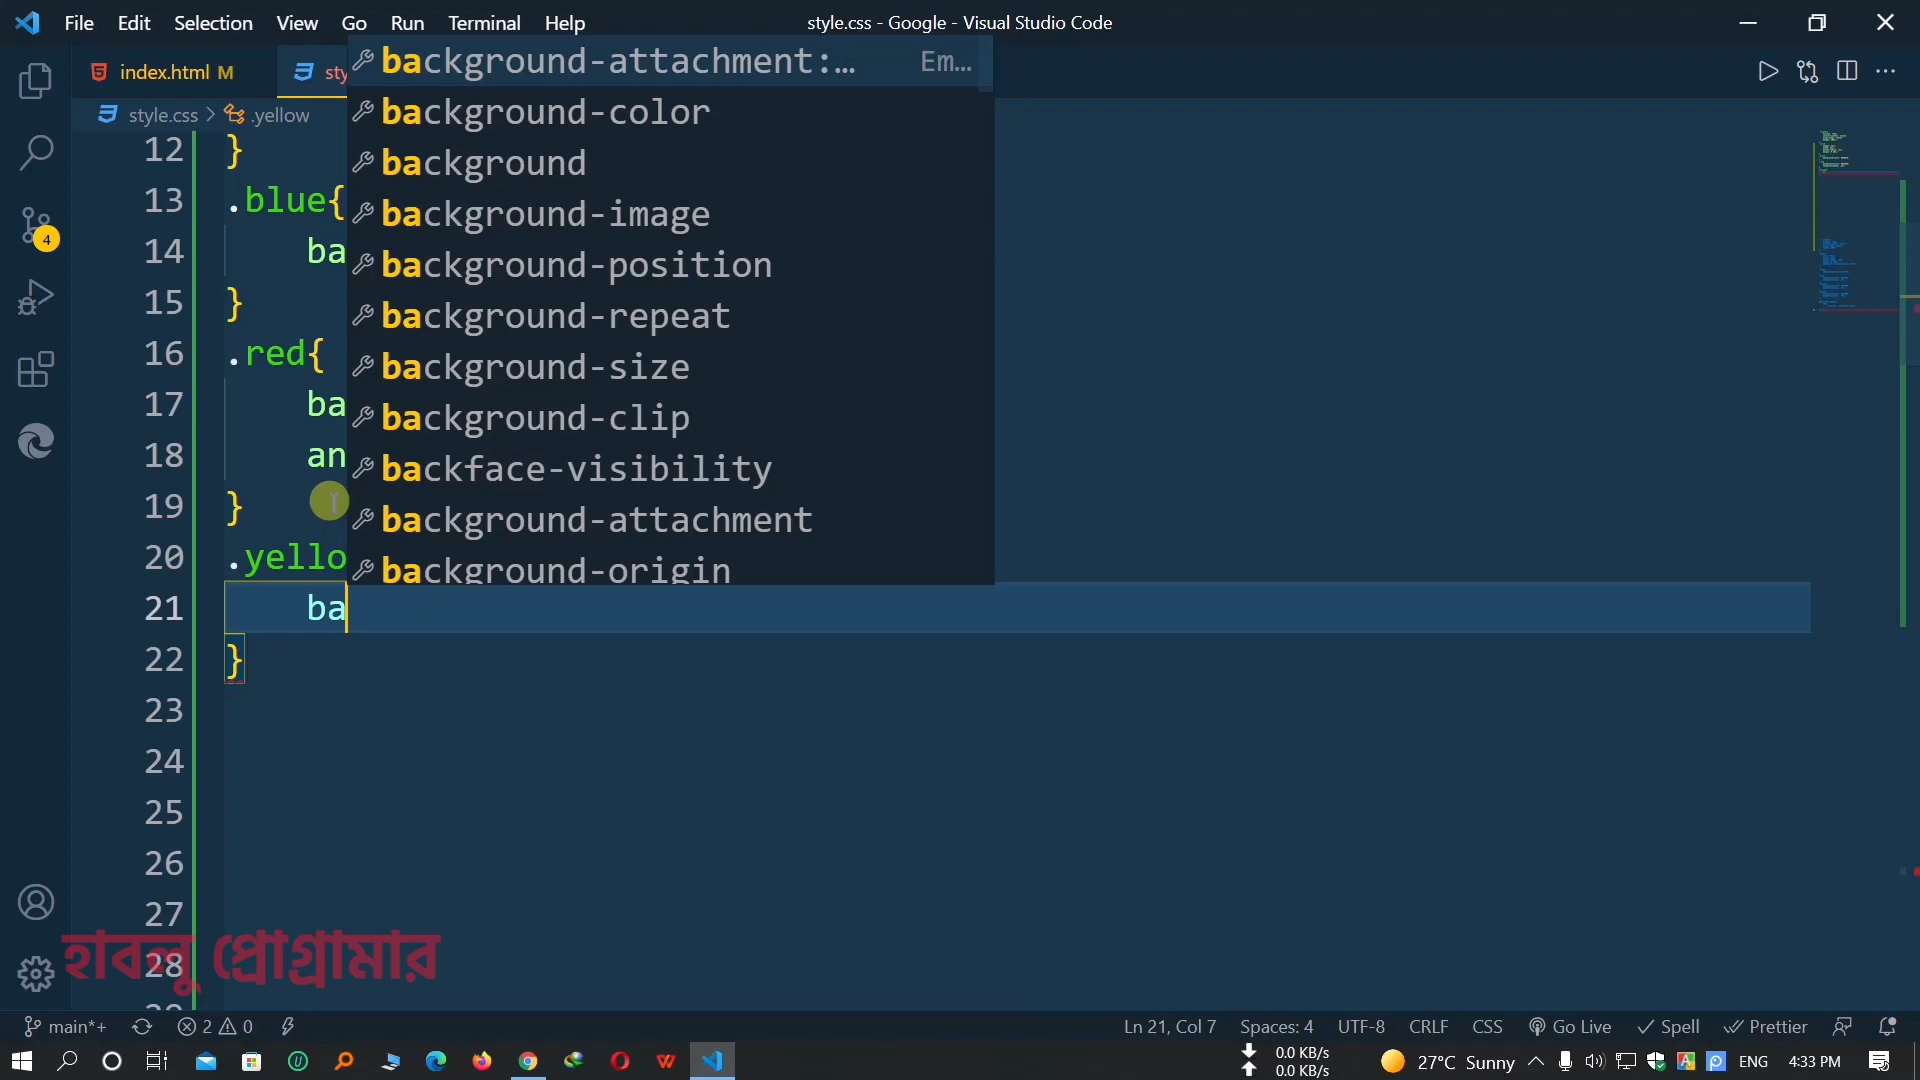 File Edit Selection View Go Run Terminal Help style.css - Google - Visual Studio Code
index.html M sty
style.css > .yellow
background-attachment:… Em…
background-color
background
background-image
background-position
background-repeat
background-size
background-clip
backface-visibility
background-attachment
background-origin
12 }
13 .blue{
14 ba
15 }
16 .red{
17 ba
18 an
19 }
20 .yello
21 ba
22 }
23
24
25
26
27
28
হাবলু প্রোগ্রামার
4
main*+ 2 0 Ln 21, Col 7 Spaces: 4 UTF-8 CRLF CSS Go Live Spell Prettier
0.0 KB/s
0.0 KB/s
27°C Sunny ENG 4:33 PM